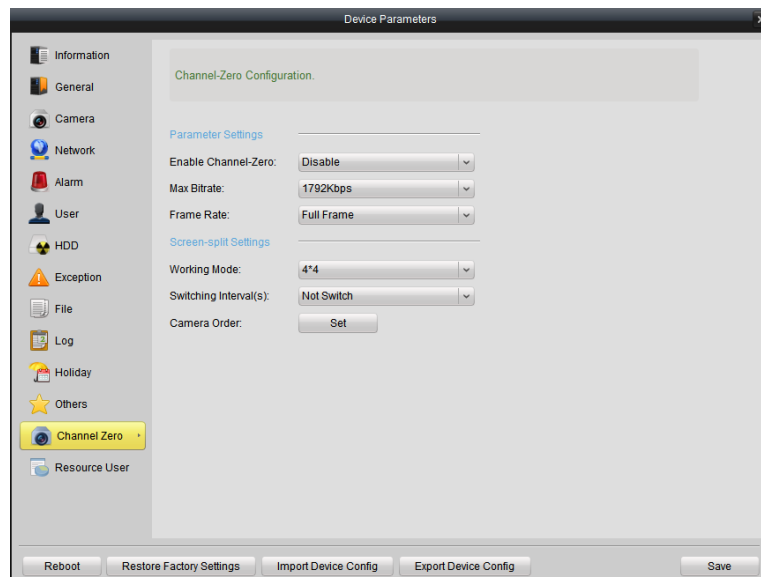 Device Parameters
Information
General
Camera
Network
Alarm
User
HDD
Exception
File
Log
Holiday
Others
Channel Zero
Resource User
Channel-Zero Configuration.
Parameter Settings
Enable Channel-Zero: Disable
Max Bitrate: 1792Kbps
Frame Rate: Full Frame
Screen-split Settings
Working Mode: 4*4
Switching Interval(s): Not Switch
Camera Order: Set
Reboot Restore Factory Settings Import Device Config Export Device Config Save